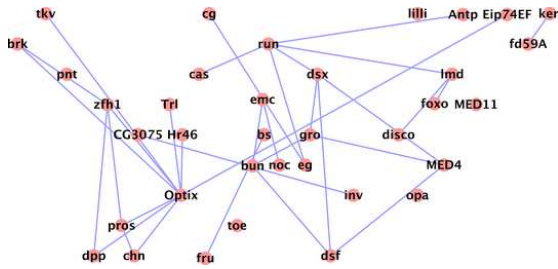 tkv cg lilli Antp Eip74EF ker
brk run
pnt cas dsx lmd fd59A
zfh1 Trl emc foxo MED11
CG3075 Hr46 bs gro disco
bun noc eg MED4
Optix inv opa
pros toe
dpp chn fru dsf